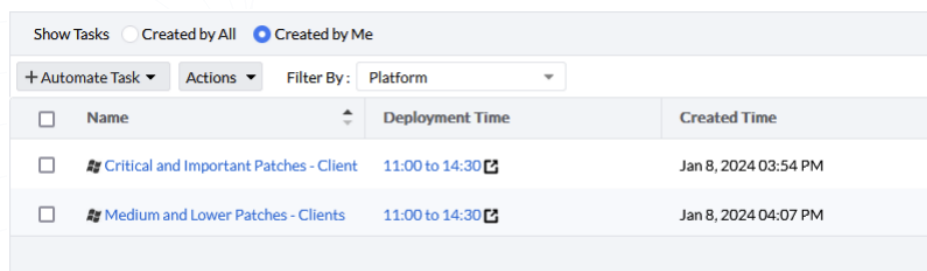 Show Tasks Created by All Created by Me
+ Automate Task Actions Filter By : Platform
Name Deployment Time Created Time
Critical and Important Patches - Client 11:00 to 14:30 Jan 8, 2024 03:54 PM
Medium and Lower Patches - Clients 11:00 to 14:30 Jan 8, 2024 04:07 PM